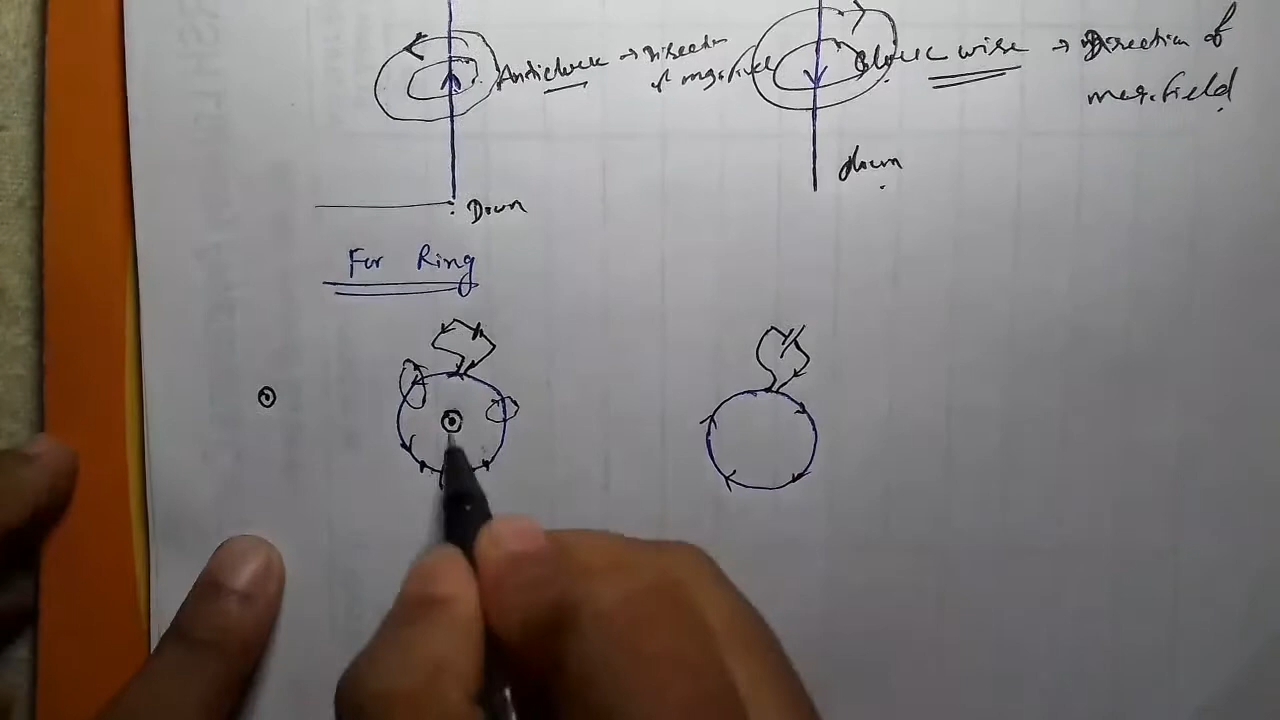 Anticlock → Direction of mag. field
Clock wise → Direction of
mag. field
down
Down
For Ring